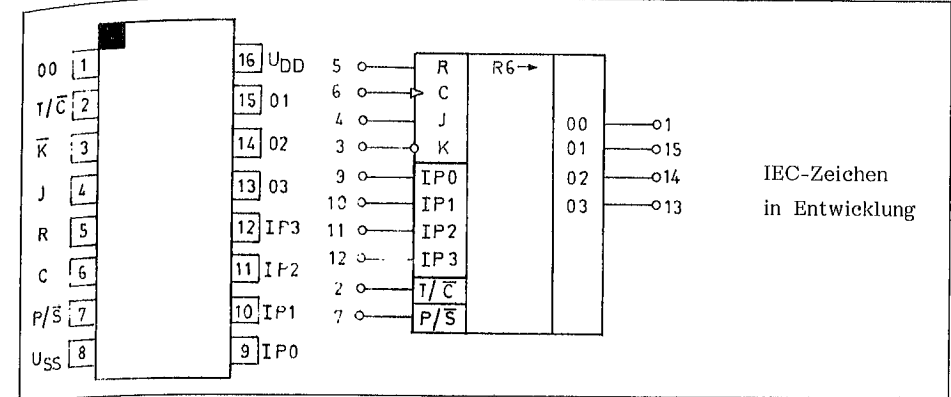 00 1
T/C̅ 2
K̅ 3
J 4
R 5
C 6
P/S̅ 7
USS 8
16 UDD
15 01
14 02
13 03
12 IP3
11 IP2
10 IP1
9 IP0
5 R
6 C
4 J
3 K
9 IP0
10 IP1
11 IP2
12 IP3
2 T/C̅
7 P/S̅
R6→
00 1
01 15
02 14
03 13
IEC-Zeichen
in Entwicklung